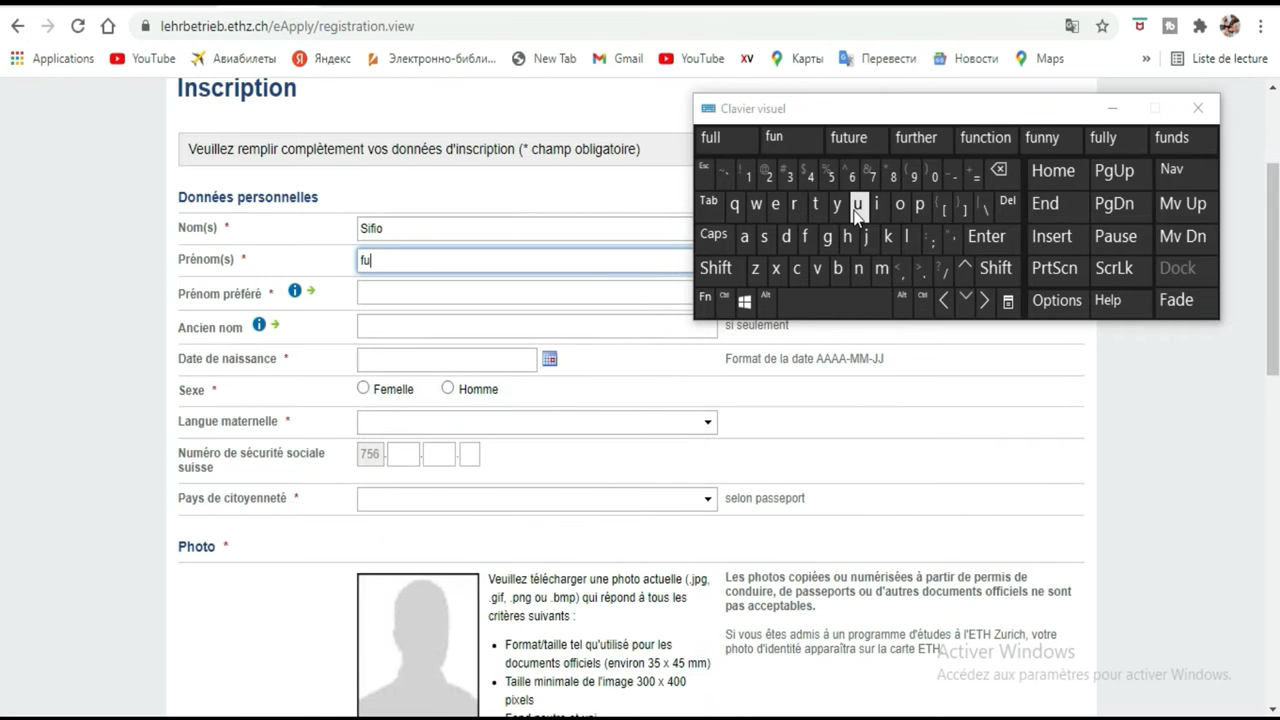 lehrbetrieb.ethz.ch/eApply/registration.view
Applications YouTube Авиабилеты Яндекс Электронно-библи... New Tab Gmail YouTube XV Карты Перевести Новости Maps » Liste de lecture
Inscription
Veuillez remplir complètement vos données d'inscription (* champ obligatoire)
Données personnelles
Nom(s) * Sifio
Prénom(s) * fu
Prénom préféré *
Ancien nom si seulement
Date de naissance * Format de la date AAAA-MM-JJ
Sexe * Femelle Homme
Langue maternelle *
Numéro de sécurité sociale
suisse
756
Pays de citoyenneté * selon passeport
Photo *
Veuillez télécharger une photo actuelle (.jpg,
.gif, .png ou .bmp) qui répond à tous les
critères suivants :
• Format/taille tel qu'utilisé pour les
documents officiels (environ 35 x 45 mm)
• Taille minimale de l'image 300 x 400
pixels
Les photos copiées ou numérisées à partir de permis de
conduire, de passeports ou d'autres documents officiels ne sont
pas acceptables.
Si vous êtes admis à un programme d'études à l'ETH Zurich, votre
photo d'identité apparaîtra sur la carte ETH.
Activer Windows
Accédez aux paramètres pour activer Windows.
Clavier visuel
full fun future further function funny fully funds
Esc ~ ` ! 1 @ 2 # 3 $ 4 % 5 ^ 6 & 7 * 8 ( 9 ) 0 _ - + = Home PgUp Nav
Tab q w e r t y u i o p { [ } ] | \ Del End PgDn Mv Up
Caps a s d f g h j k l : ; " ' Enter Insert Pause Mv Dn
Shift z x c v b n m < , > . ? / Shift PrtScn ScrLk Dock
Fn Ctrl Alt Alt Ctrl Options Help Fade